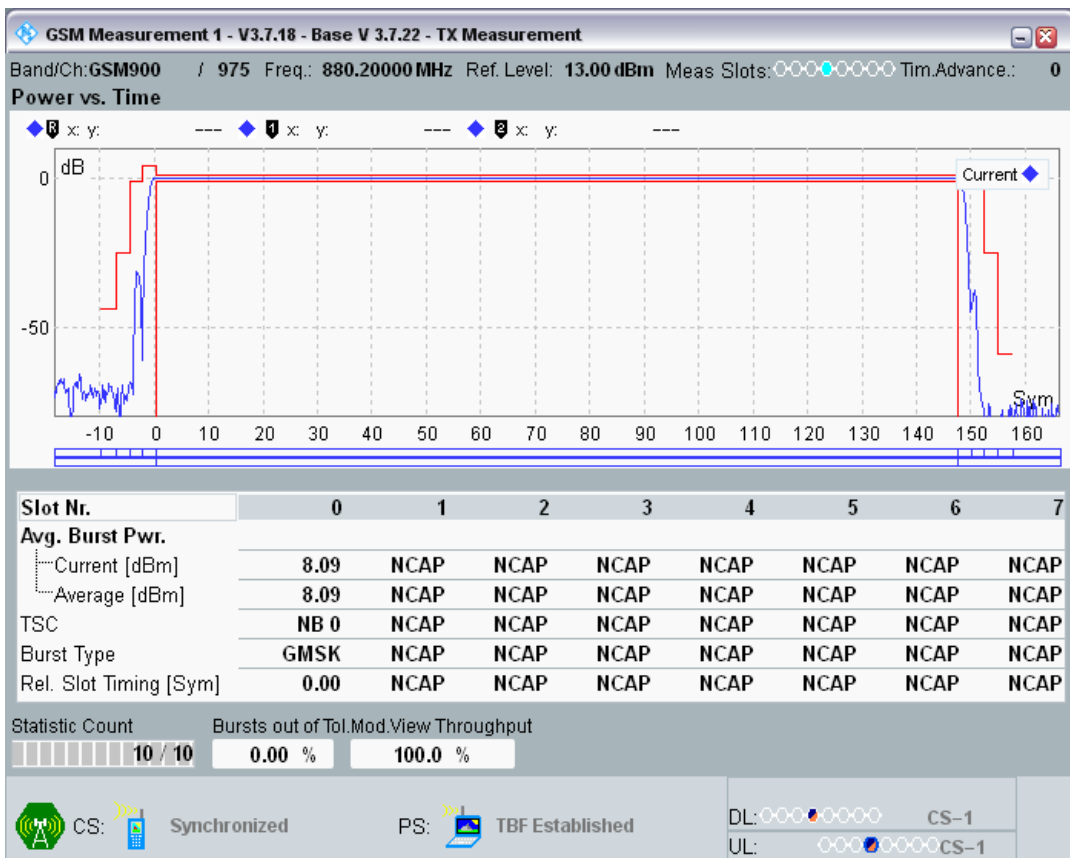 GSM Measurement 1 - V3.7.18 - Base V 3.7.22 - TX Measurement
Band/Ch:GSM900 / 975 Freq.: 880.20000 MHz Ref. Level: 13.00 dBm Meas Slots: Tim.Advance.: 0
Power vs. Time
R x: y: --- 1 x: y: --- 2 x: y: ---
dB
Current
0
-50
Sym
-10 0 10 20 30 40 50 60 70 80 90 100 110 120 130 140 150 160
Slot Nr. 0 1 2 3 4 5 6 7
Avg. Burst Pwr.
Current [dBm] 8.09 NCAP NCAP NCAP NCAP NCAP NCAP NCAP
Average [dBm] 8.09 NCAP NCAP NCAP NCAP NCAP NCAP NCAP
TSC NB 0 NCAP NCAP NCAP NCAP NCAP NCAP NCAP
Burst Type GMSK NCAP NCAP NCAP NCAP NCAP NCAP NCAP
Rel. Slot Timing [Sym] 0.00 NCAP NCAP NCAP NCAP NCAP NCAP NCAP
Statistic Count Bursts out of Tol.Mod.View Throughput
10 / 10 0.00 % 100.0 %
CS: Synchronized PS: TBF Established
DL: CS-1
UL: CS-1